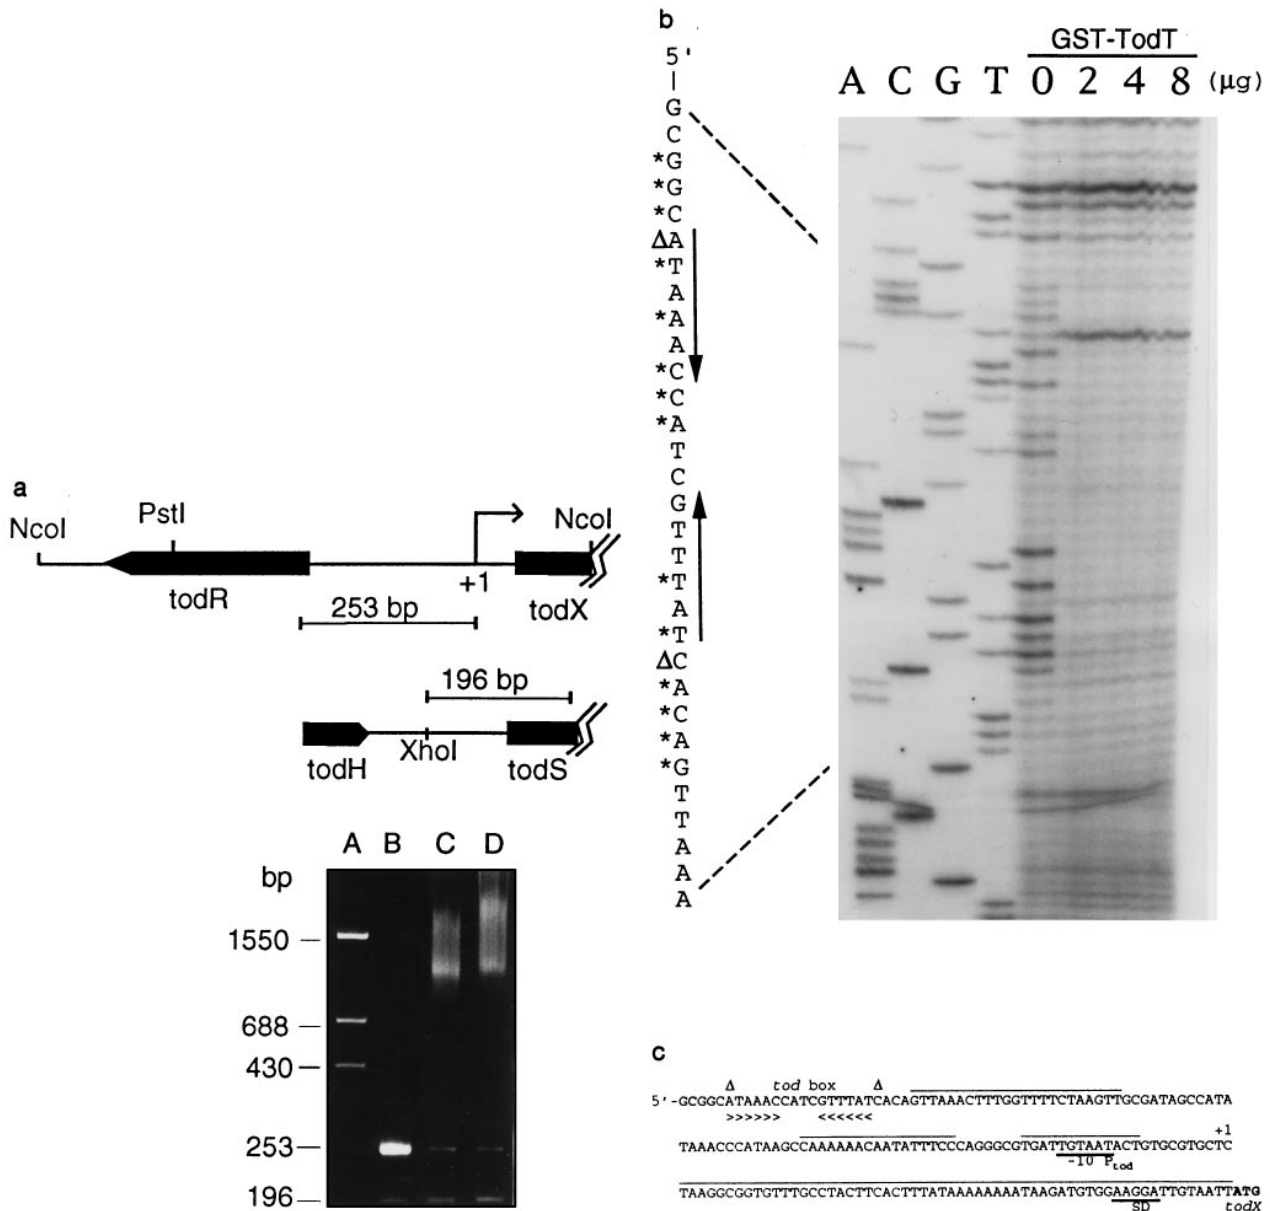 a
NcoI
PstI
NcoI
+1
todR
todX
253 bp
196 bp
XhoI
todH
todS
A B C D
bp
1550
688
430
253
196
b
5'
G
C
*G
*G
*C
ΔA
*T
A
*A
A
*C
*C
*A
T
C
G
T
T
*T
A
*T
ΔC
*A
*C
*A
*G
T
T
A
A
A
GST-TodT
A C G T 0 2 4 8 (μg)
c
Δ tod box Δ
5'-GCGGCATAAACCATCGTTTATCACAGTTAAACTTTGGTTTTCTAAGTTGCGATAGCCATA
>>>>>> <<<<<<
+1
TAAACCCATAAGCCAAAAAACAATATTTCCCAGGGCGTGATTGTAATACTGTGCGTGCTC
-10 Ptod
TAAGGCGGTGTTTGCCTACTTCACTTTATAAAAAAAATAAGATGTGGAAGGATTGTAATTATG
SD todX